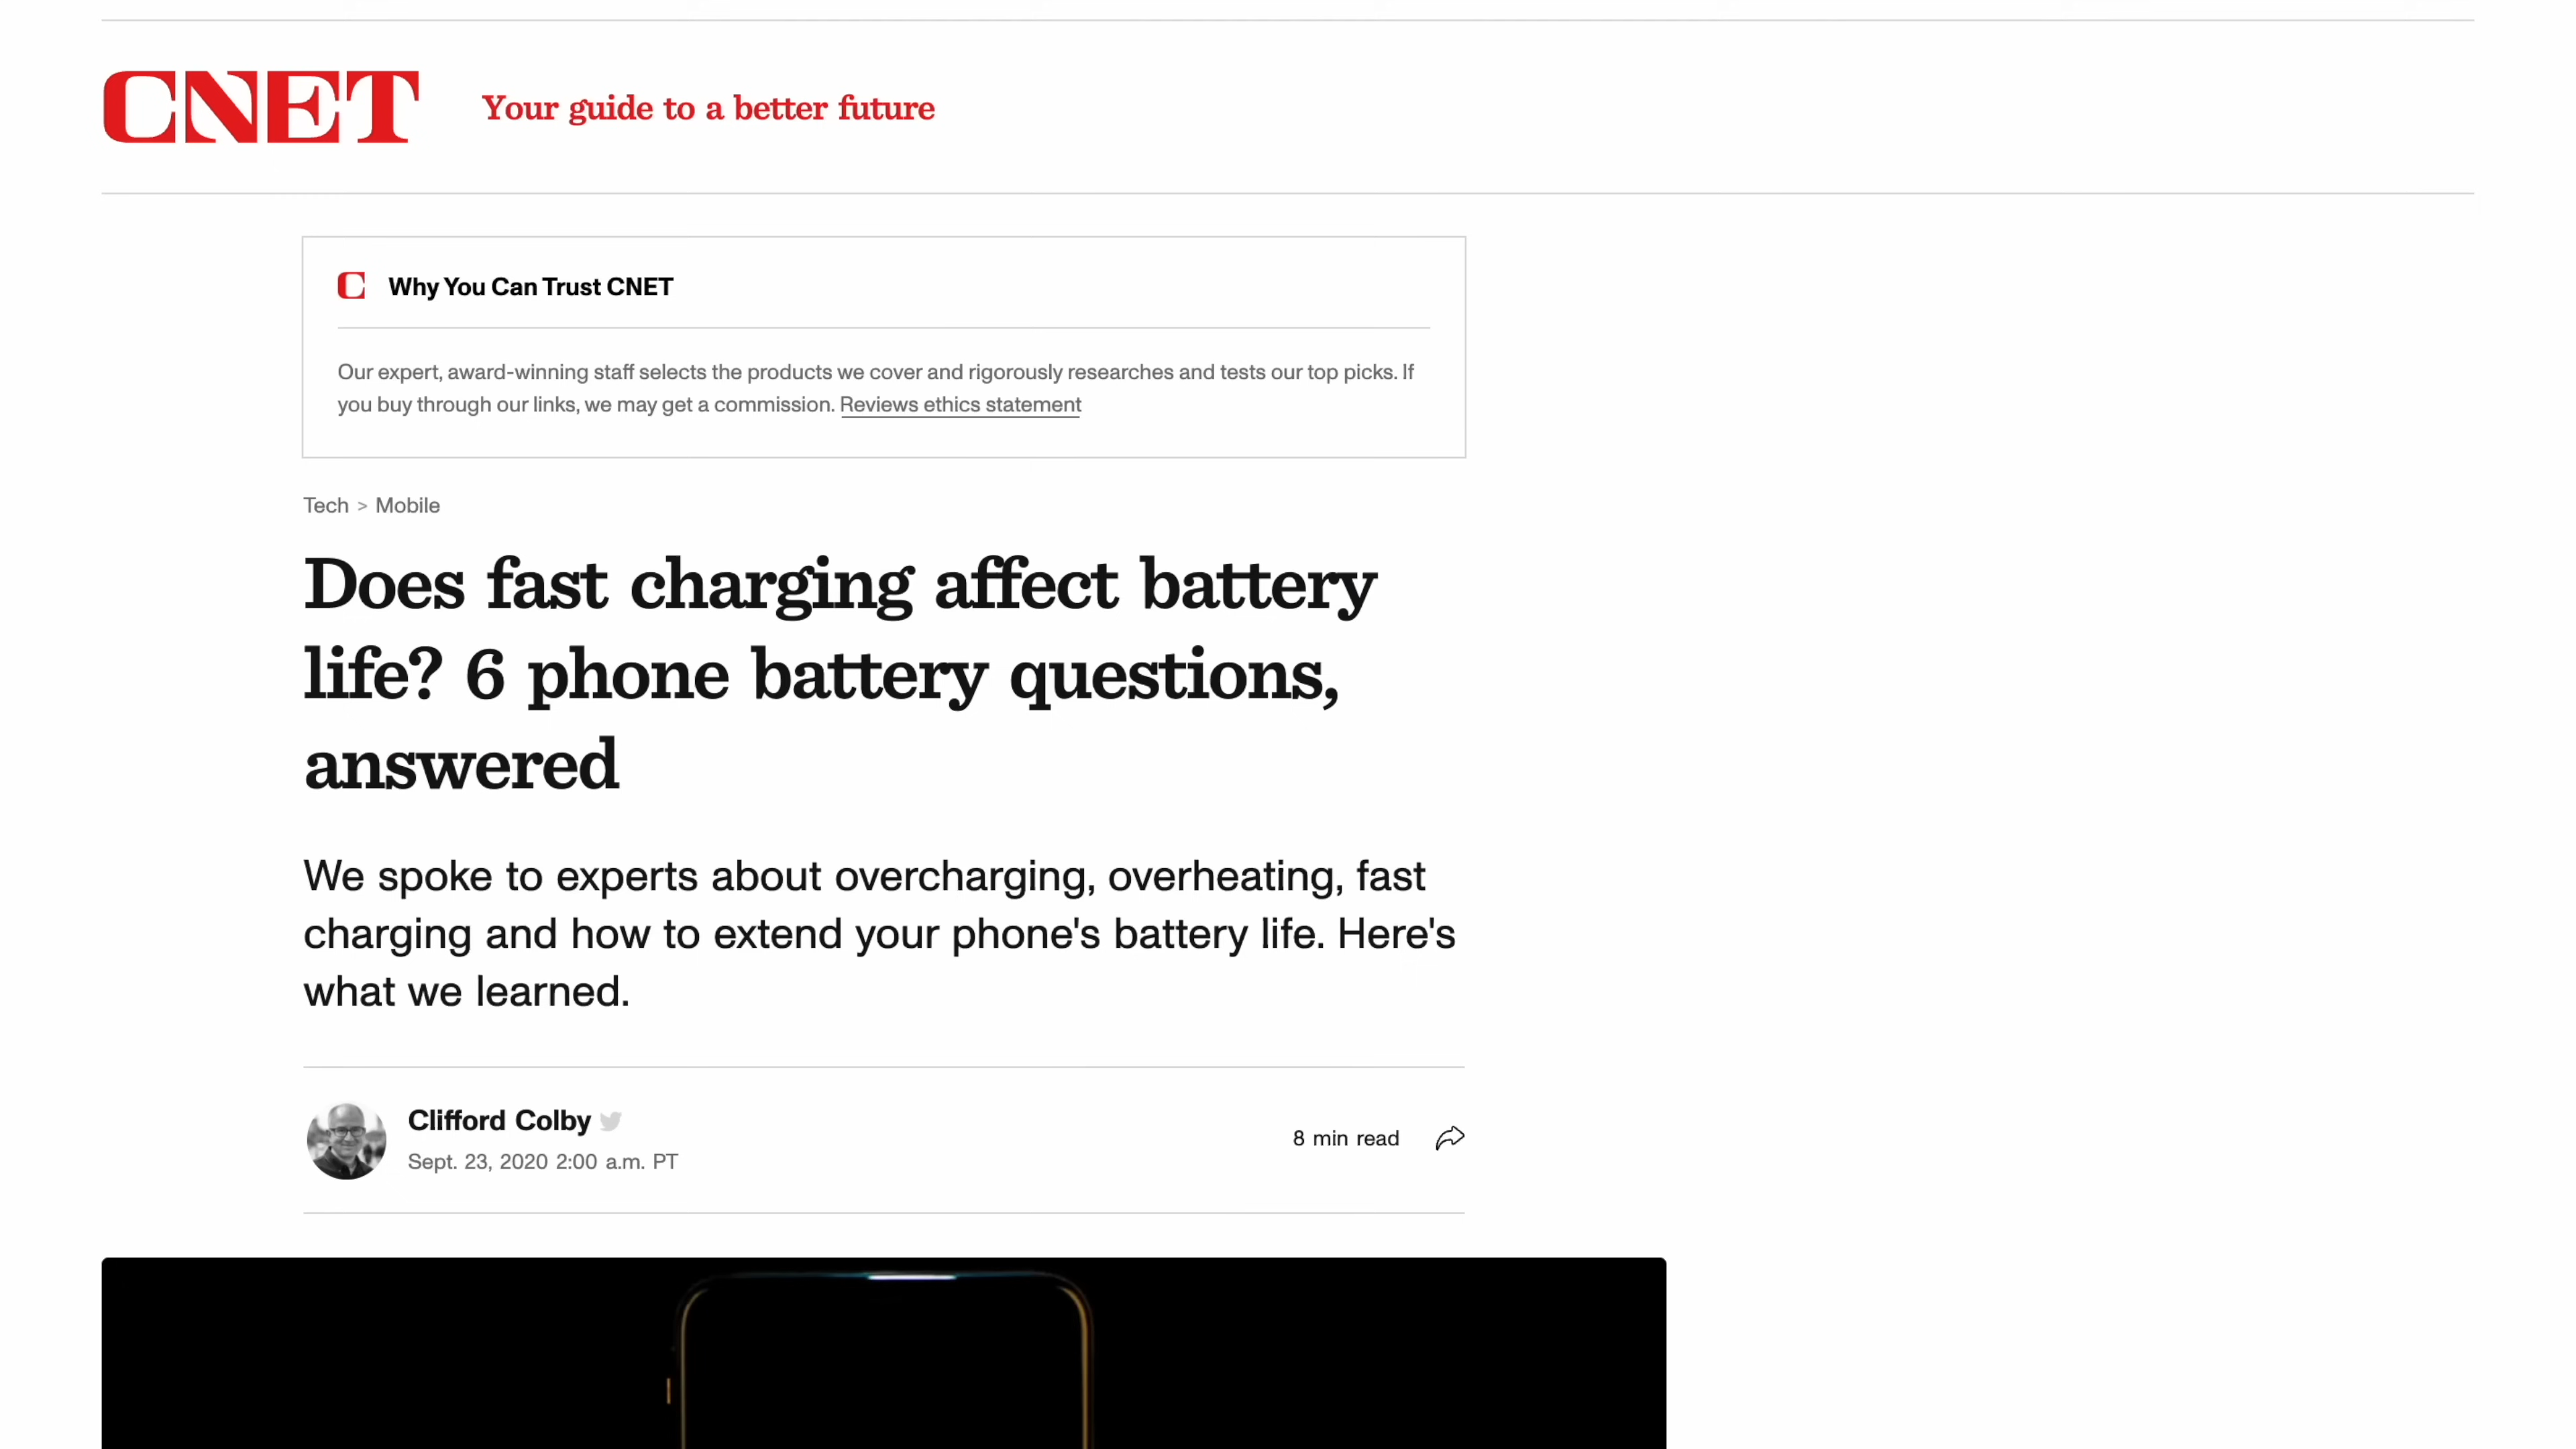 CNET
Your guide to a better future
C Why You Can Trust CNET
Our expert, award-winning staff selects the products we cover and rigorously researches and tests our top picks. If
you buy through our links, we may get a commission. Reviews ethics statement
Tech > Mobile
Does fast charging affect battery
life? 6 phone battery questions,
answered
We spoke to experts about overcharging, overheating, fast
charging and how to extend your phone's battery life. Here's
what we learned.
Clifford Colby
Sept. 23, 2020 2:00 a.m. PT
8 min read